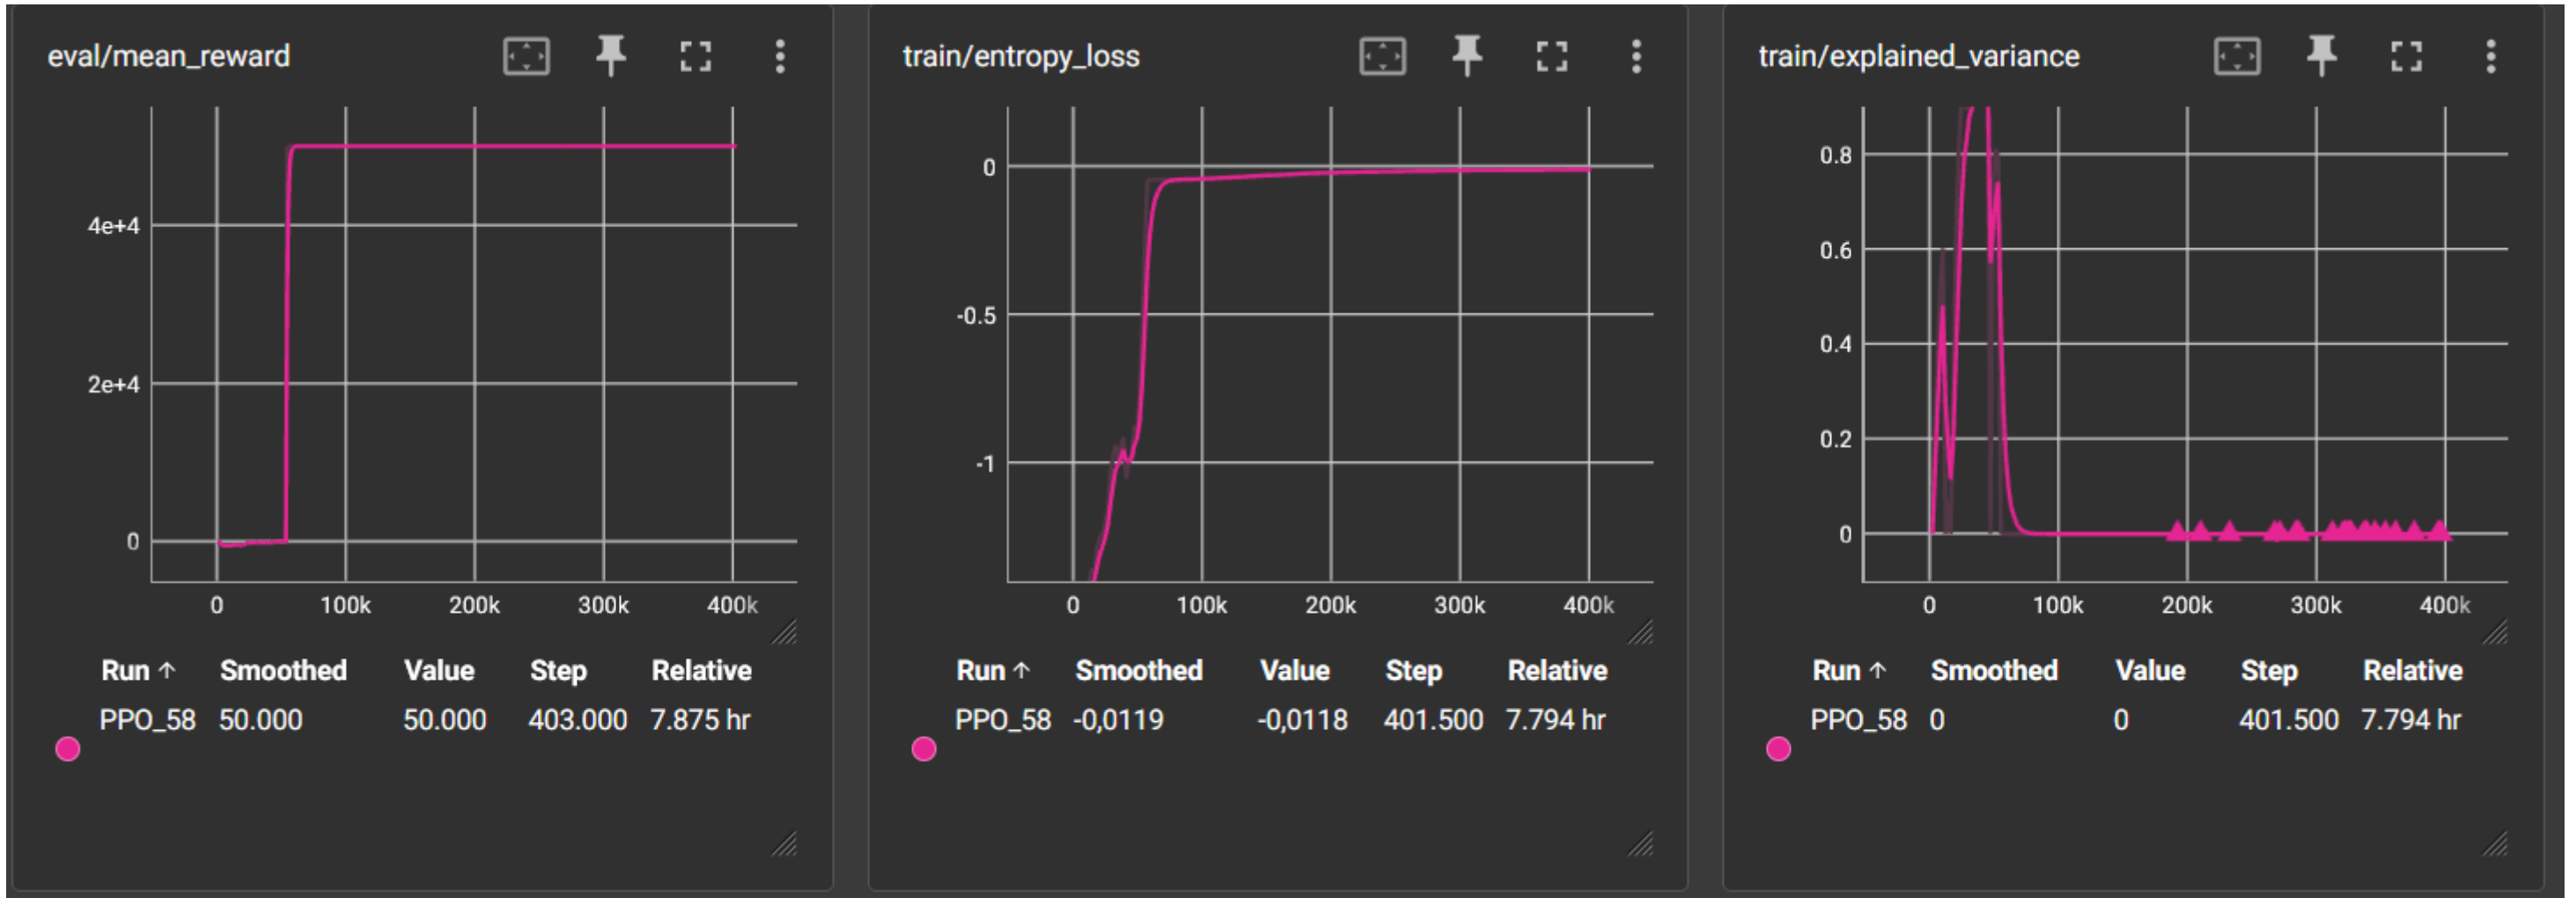 eval/mean_reward
4e+4
2e+4
0
0 100k 200k 300k 400k
Run ↑ Smoothed Value Step Relative
PPO_58 50.000 50.000 403.000 7.875 hr
train/entropy_loss
0
-0.5
-1
0 100k 200k 300k 400k
Run ↑ Smoothed Value Step Relative
PPO_58 -0,0119 -0,0118 401.500 7.794 hr
train/explained_variance
0.8
0.6
0.4
0.2
0
0 100k 200k 300k 400k
Run ↑ Smoothed Value Step Relative
PPO_58 0 0 401.500 7.794 hr